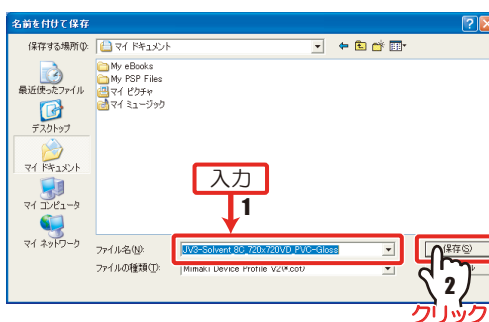 名前を付けて保存
保存する場所(I):
マイ ドキュメント
My eBooks
My PSP Files
マイ ピクチャ
マイ ミュージック
最近使ったファイル
デスクトップ
マイ ドキュメント
マイ コンピュータ
マイ ネットワーク
入力
1
ファイル名(N):
JV3-Solvent 8C 720x720VD PVC-Gloss
保存(S)
ファイルの種類(T):
Mimaki Device Profile V2(*.cot)
ル
2
クリック